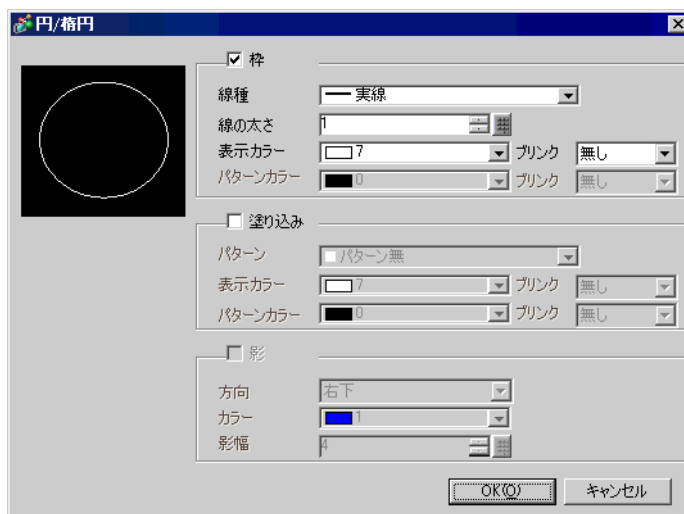 円/楕円
枠
線種 実線
線の太さ 1
表示カラー 7 ブリンク 無し
パターンカラー 0 ブリンク 無し
塗り込み
パターン パターン無
表示カラー 7 ブリンク 無し
パターンカラー 0 ブリンク 無し
影
方向 右下
カラー 1
影幅 4
OK(O) キャンセル